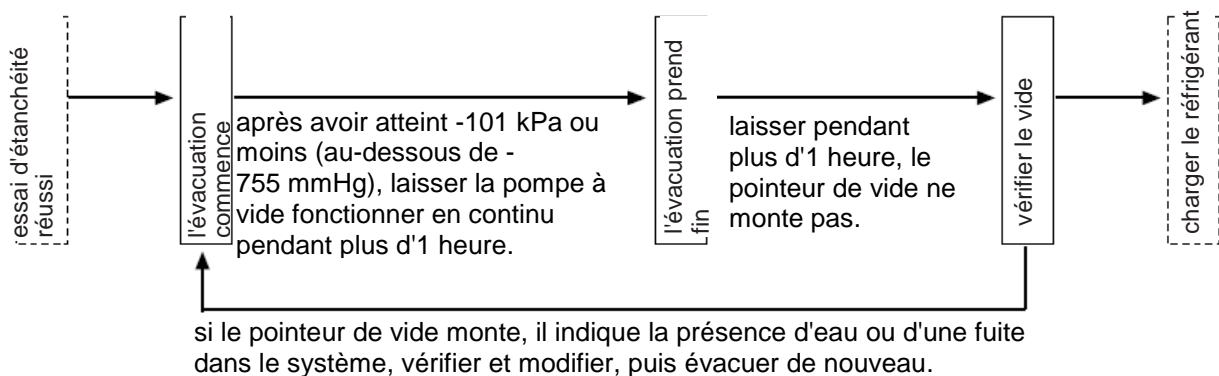 essai d'étanchéité
réussi
l'évacuation
commence
après avoir atteint -101 kPa ou
moins (au-dessous de -
755 mmHg), laisser la pompe à
vide fonctionner en continu
pendant plus d'1 heure.
l'évacuation prend
fin
laisser pendant
plus d'1 heure, le
pointeur de vide ne
monte pas.
vérifier le vide
charger le réfrigérant
si le pointeur de vide monte, il indique la présence d'eau ou d'une fuite
dans le système, vérifier et modifier, puis évacuer de nouveau.